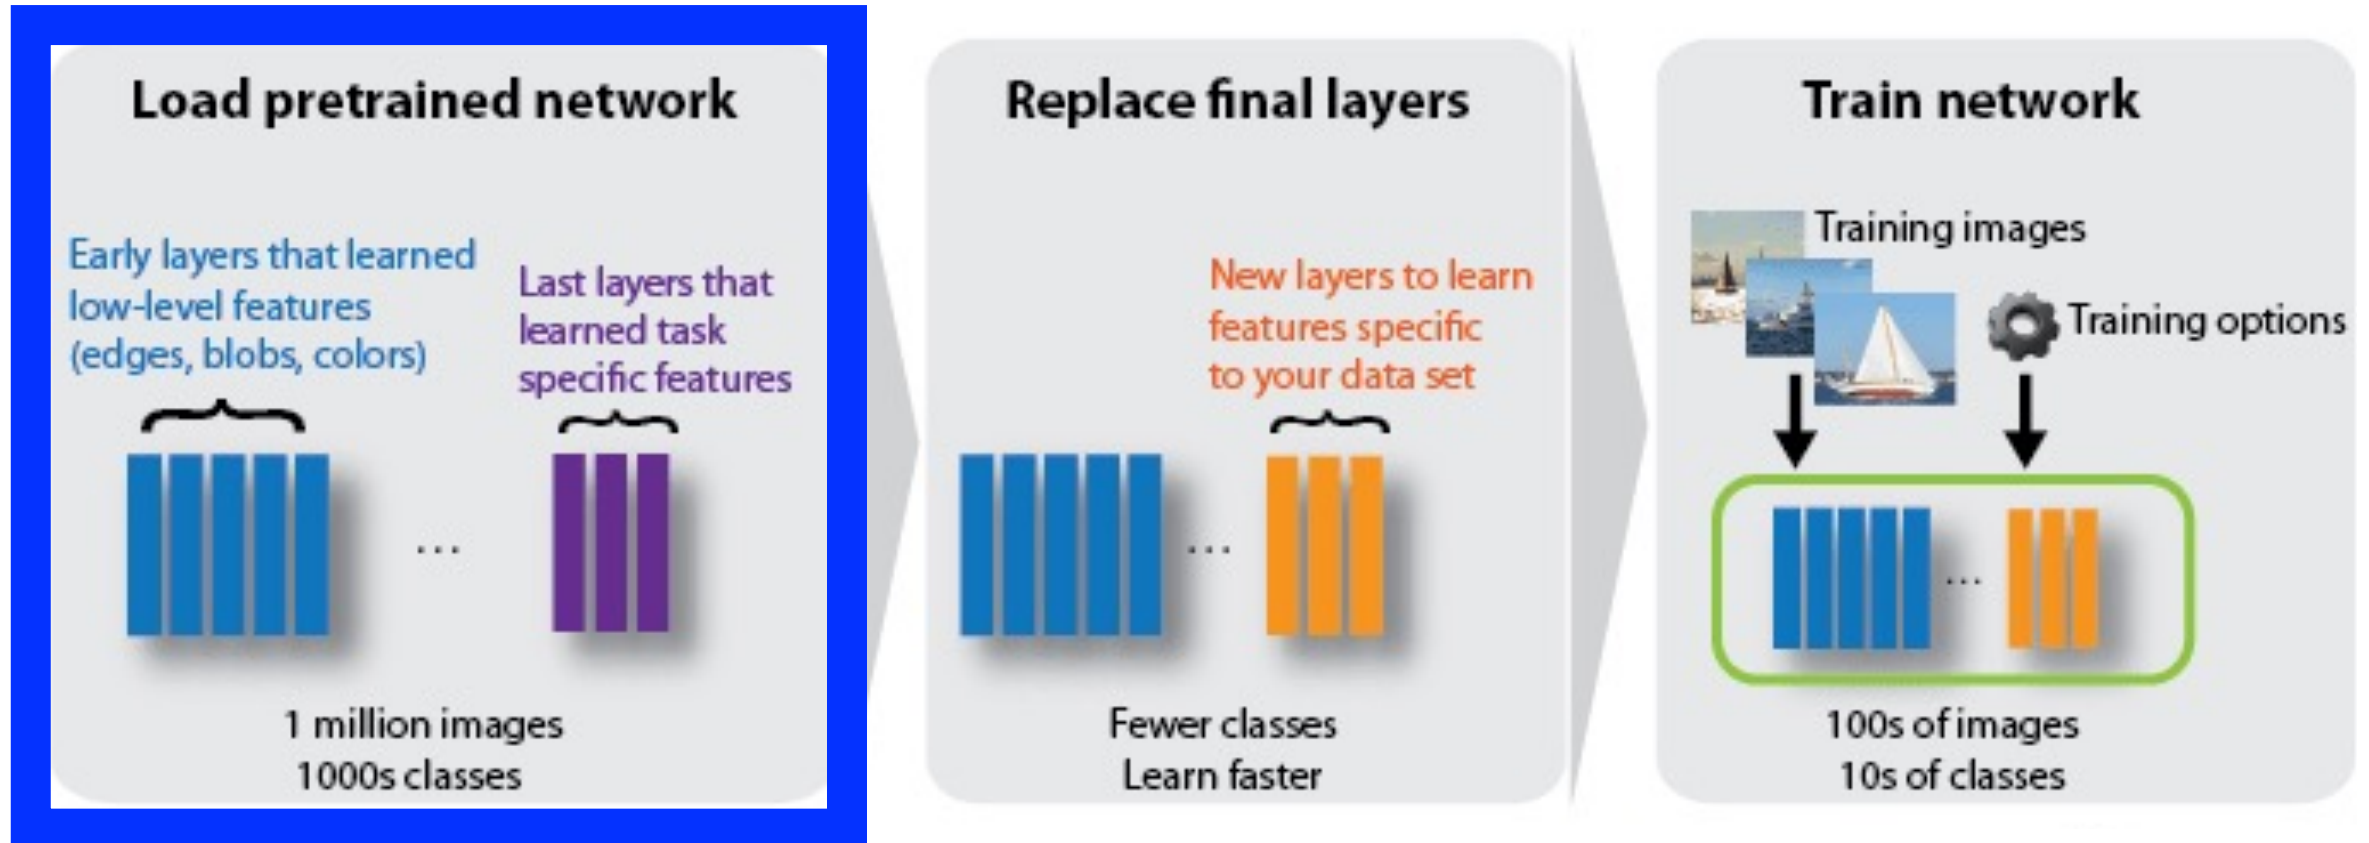 Load pretrained network
Early layers that learned
low-level features
(edges, blobs, colors)
Last layers that
learned task
specific features
...
1 million images
1000s classes
Replace final layers
New layers to learn
features specific
to your data set
...
Fewer classes
Learn faster
Train network
Training images
Training options
...
100s of images
10s of classes